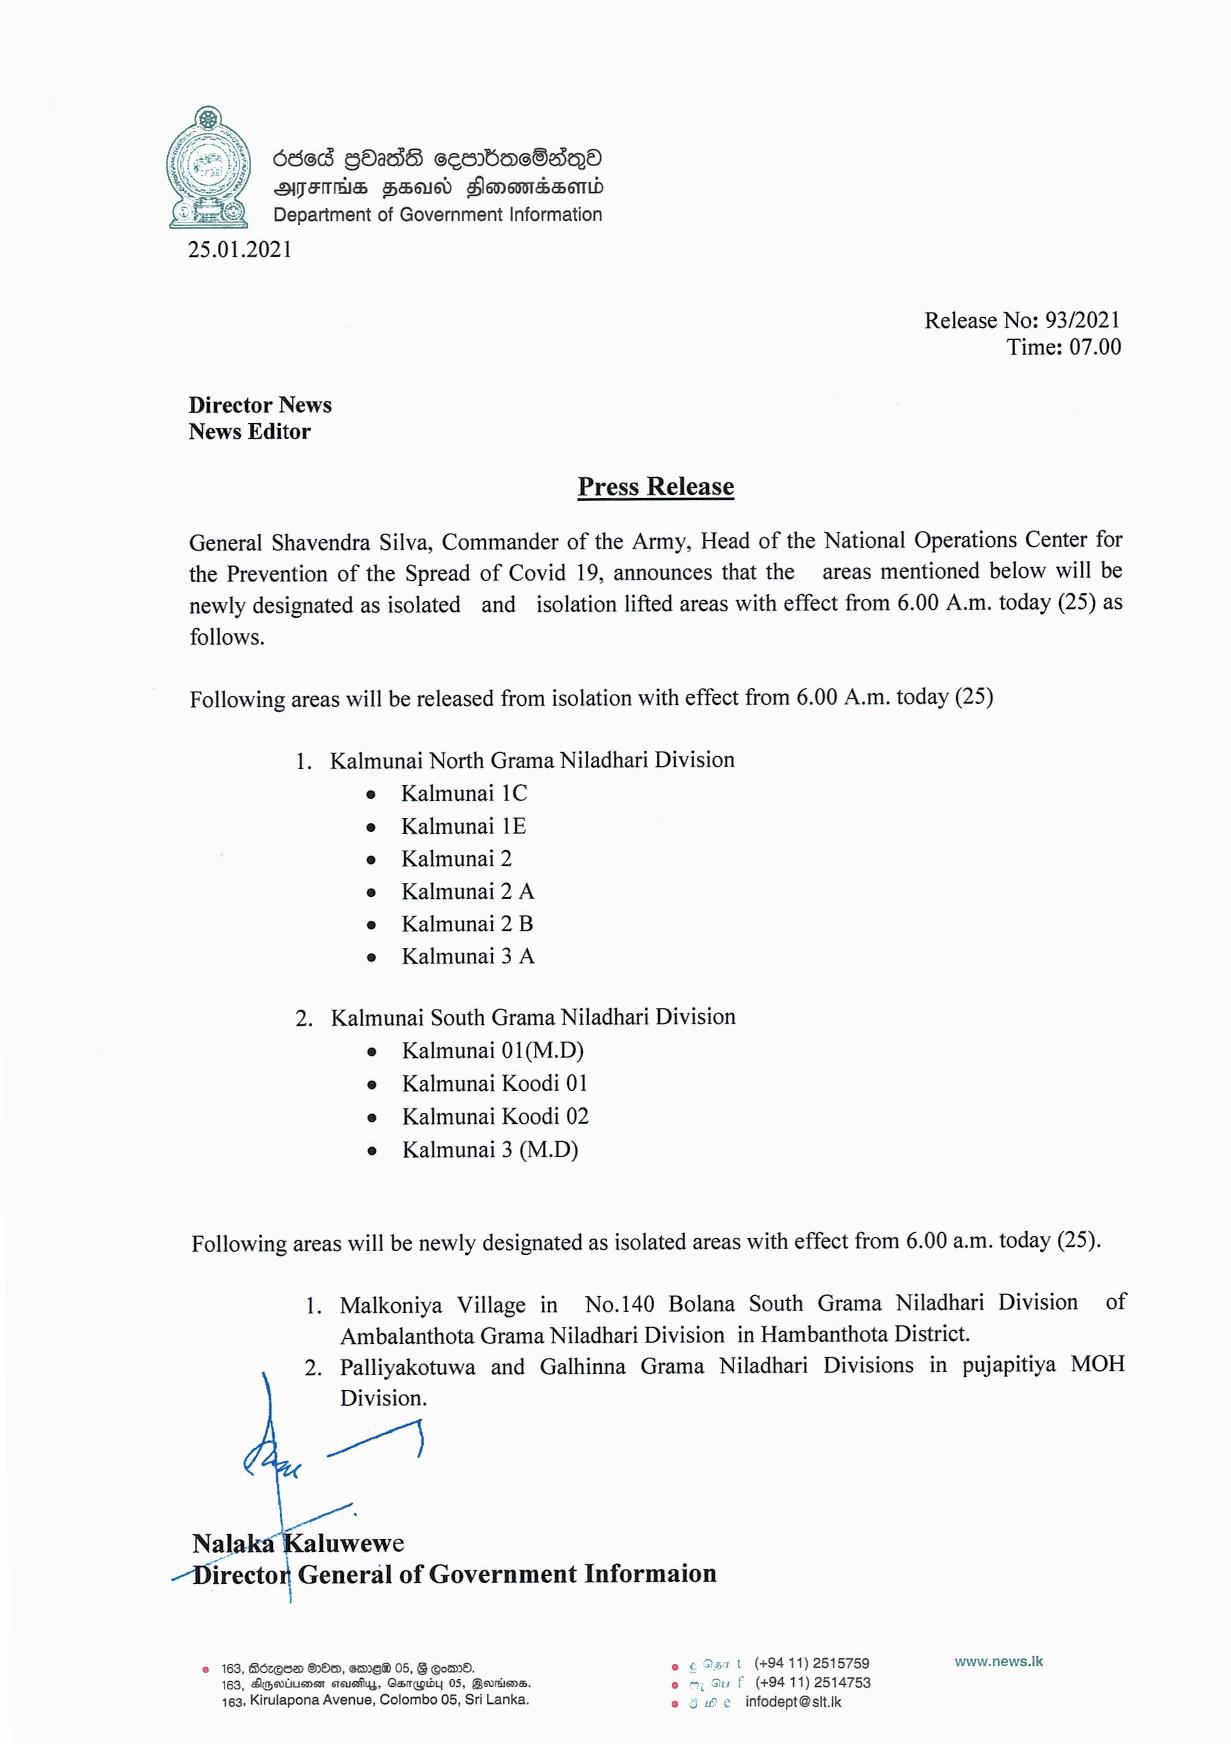 රජයේ ප්‍රවෘත්ති දෙපාර්තමේන්තුව
அரசாங்க தகவல் திணைக்களம்
Department of Government Information
25.01.2021
Release No: 93/2021
Time: 07.00
Director News
News Editor
Press Release
General Shavendra Silva, Commander of the Army, Head of the National Operations Center for
the Prevention of the Spread of Covid 19, announces that the areas mentioned below will be
newly designated as isolated and isolation lifted areas with effect from 6.00 A.m. today (25) as
follows.
Following areas will be released from isolation with effect from 6.00 A.m. today (25)
1. Kalmunai North Grama Niladhari Division
• Kalmunai 1C
• Kalmunai 1E
• Kalmunai 2
• Kalmunai 2 A
• Kalmunai 2 B
• Kalmunai 3 A
2. Kalmunai South Grama Niladhari Division
• Kalmunai 01(M.D)
• Kalmunai Koodi 01
• Kalmunai Koodi 02
• Kalmunai 3 (M.D)
Following areas will be newly designated as isolated areas with effect from 6.00 a.m. today (25).
1. Malkoniya Village in No.140 Bolana South Grama Niladhari Division of
Ambalanthota Grama Niladhari Division in Hambanthota District.
2. Palliyakotuwa and Galhinna Grama Niladhari Divisions in pujapitiya MOH
Division.
Nalaka Kaluwewe
Director General of Government Informaion
• 163, කිරුලපන මාවත, කොළඹ 05, ශ්‍රී ලංකාව.
163, கிருலப்பனை எவனியூ, கொழும்பு 05, இலங்கை.
163, Kirulapona Avenue, Colombo 05, Sri Lanka.
• දු தொ t (+94 11) 2515759
• ෆැ பெ f (+94 11) 2514753
• ඊ மி e infodept@slt.lk
www.news.lk